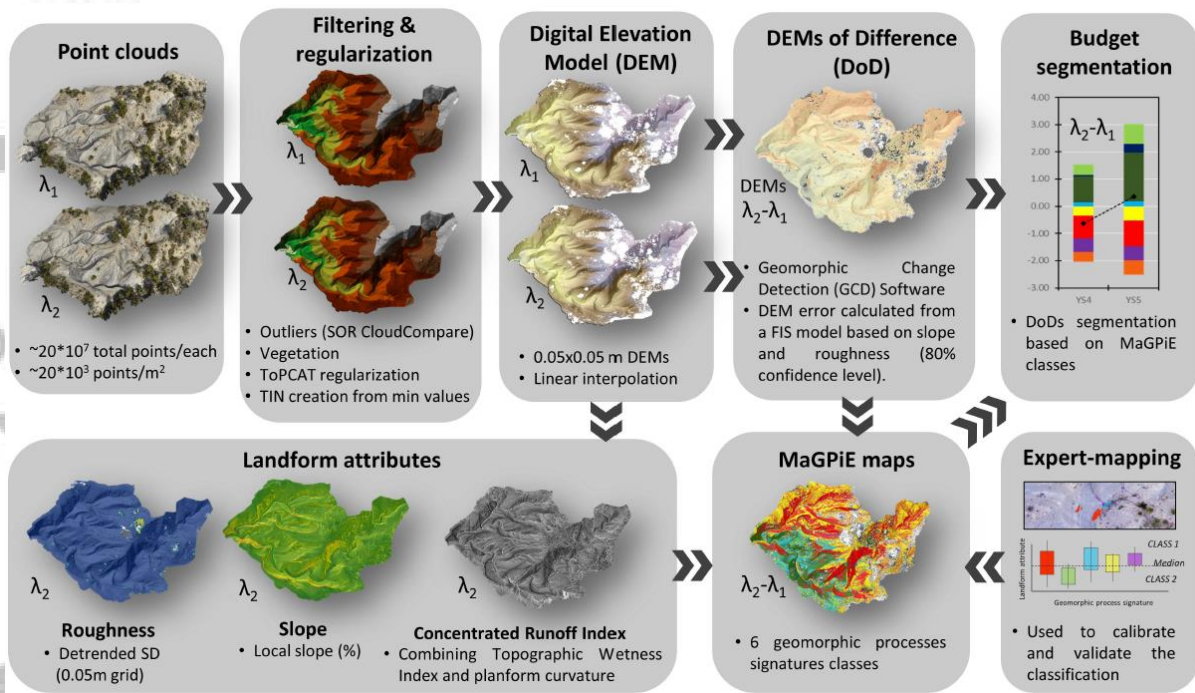 Point clouds
λ1
λ2
• ~20*10⁷ total points/each
• ~20*10³ points/m²
Filtering &
regularization
λ1
λ2
• Outliers (SOR CloudCompare)
• Vegetation
• ToPCAT regularization
• TIN creation from min values
Digital Elevation
Model (DEM)
λ1
λ2
• 0.05x0.05 m DEMs
• Linear interpolation
DEMs of Difference
(DoD)
DEMs
λ2-λ1
• Geomorphic Change
Detection (GCD) Software
• DEM error calculated from
a FIS model based on slope
and roughness (80%
confidence level).
Budget
segmentation
4.00
3.00
2.00
1.00
0.00
-1.00
-2.00
-3.00
λ2-λ1
YS4 YS5
• DoDs segmentation
based on MaGPiE
classes
Landform attributes
λ2
λ2
λ2
Roughness
• Detrended SD
(0.05m grid)
Slope
• Local slope (%)
Concentrated Runoff Index
• Combining Topographic Wetness
Index and planform curvature
MaGPiE maps
λ2-λ1
• 6 geomorphic processes
signatures classes
Expert-mapping
Landform attribute
CLASS 1
Median
CLASS 2
Geomorphic process signature
• Used to calibrate
and validate the
classification